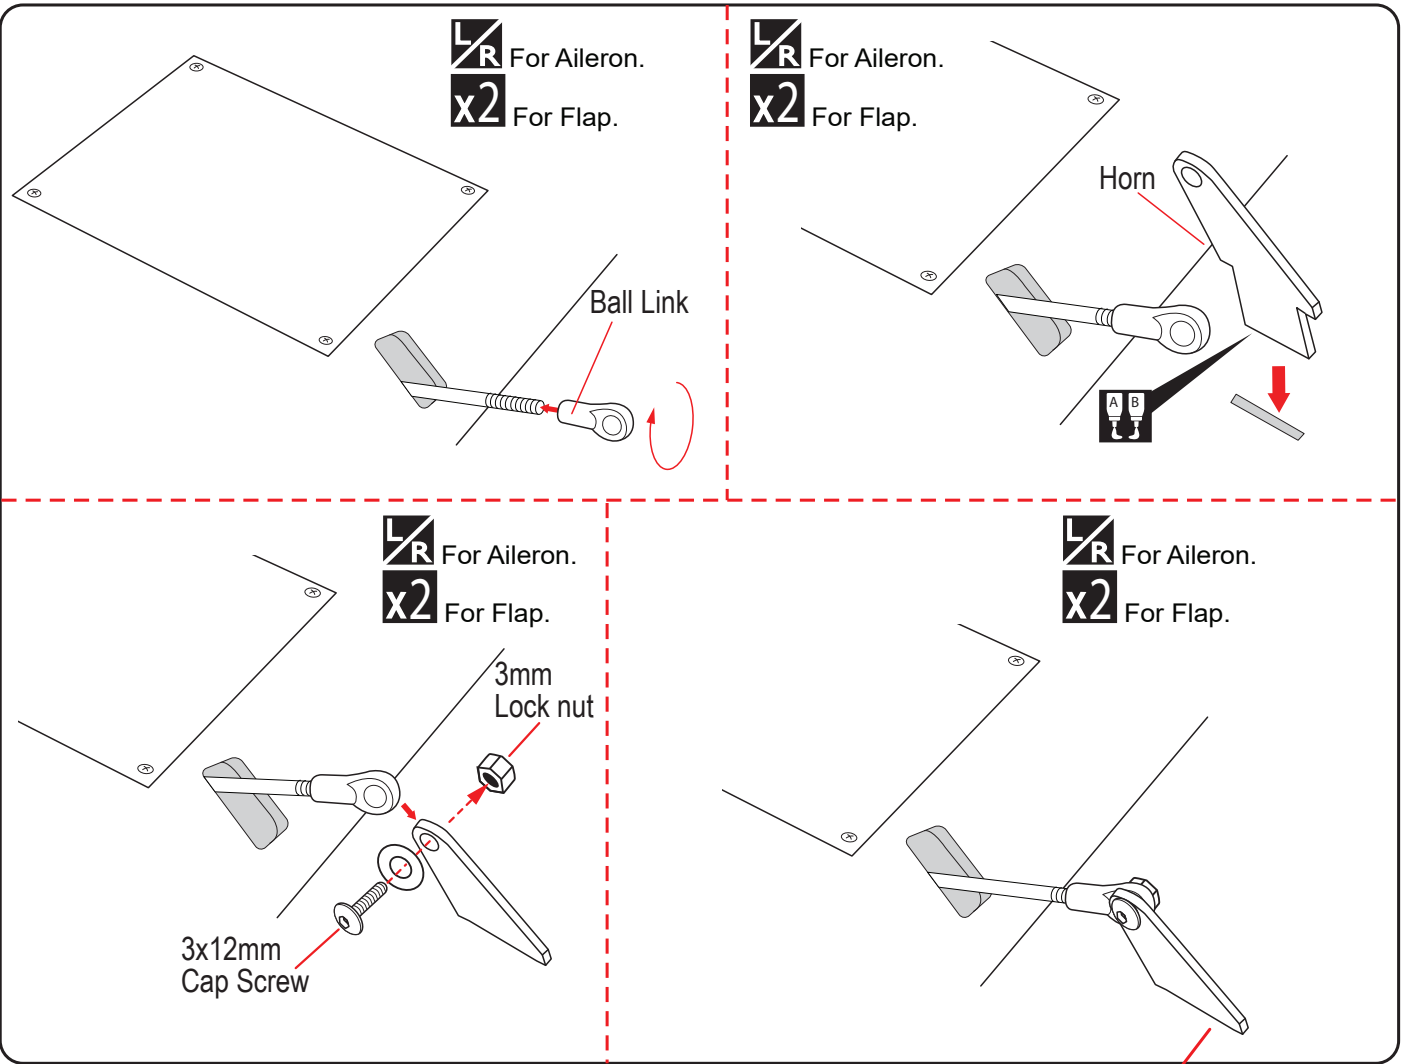 L/R For Aileron.
x2 For Flap.
Ball Link
L/R For Aileron.
x2 For Flap.
Horn
A B
L/R For Aileron.
x2 For Flap.
3mm
Lock nut
3x12mm
Cap Screw
L/R For Aileron.
x2 For Flap.